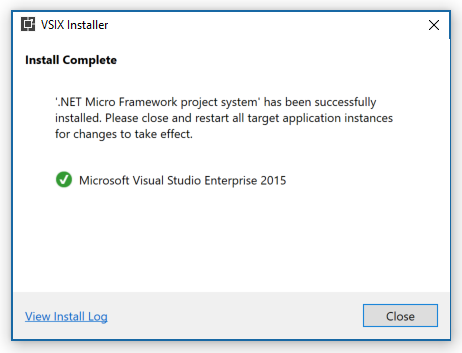 VSIX Installer
Install Complete
'.NET Micro Framework project system' has been successfully
installed. Please close and restart all target application instances
for changes to take effect.
Microsoft Visual Studio Enterprise 2015
View Install Log
Close